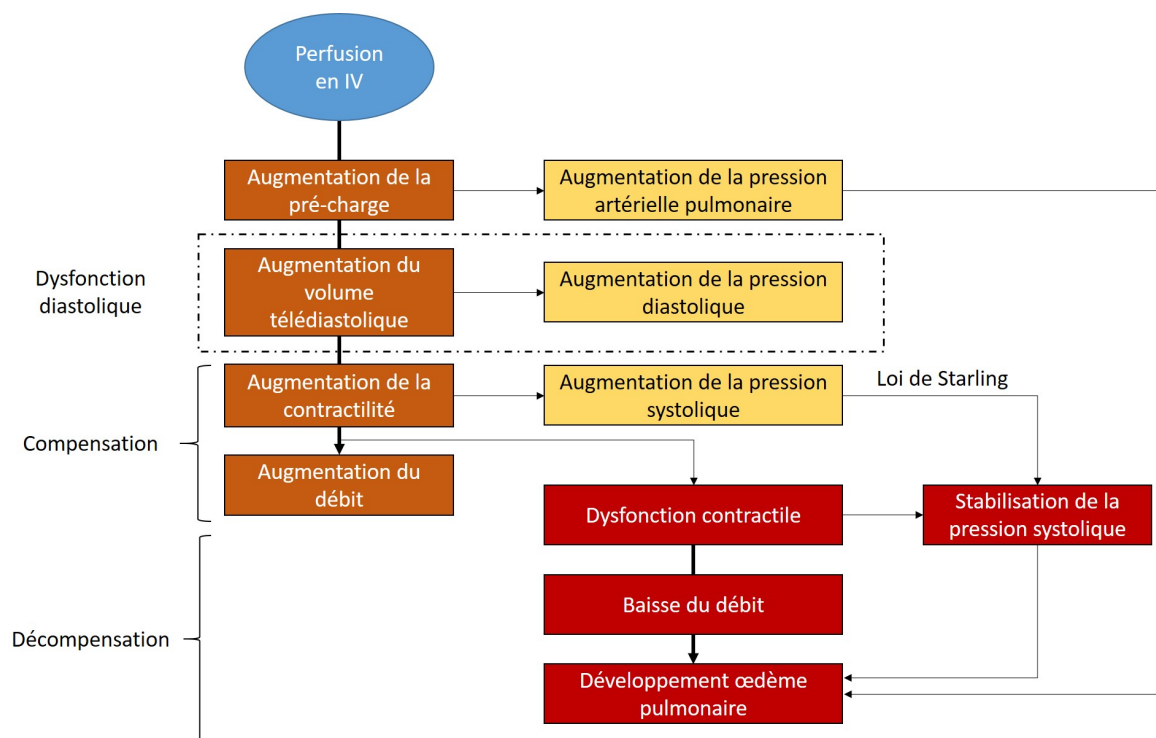 Perfusion
en IV
Augmentation de la
pré-charge
Augmentation de la pression
artérielle pulmonaire
Dysfonction
diastolique
Augmentation du
volume
télédiastolique
Augmentation de la pression
diastolique
Compensation
Augmentation de la
contractilité
Augmentation de la pression
systolique
Loi de Starling
Augmentation du
débit
Dysfonction contractile
Stabilisation de la
pression systolique
Décompensation
Baisse du débit
Développement œdème
pulmonaire